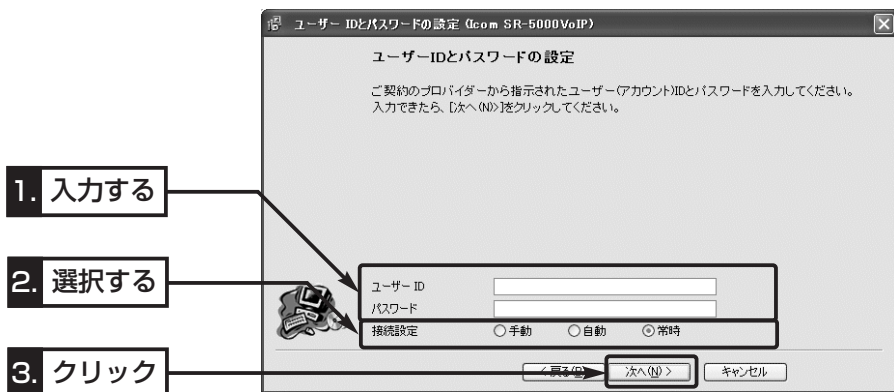 ユーザー IDとパスワードの設定 (Icom SR-5000VoIP)
ユーザーIDとパスワードの設定
ご契約のプロバイダーから指示されたユーザー(アカウント)IDとパスワードを入力してください。
入力できたら、[次へ(N)>]をクリックしてください。
1. 入力する
2. 選択する
3. クリック
ユーザー ID
パスワード
接続設定 手動 自動 常時
< 戻る(B) 次へ(N) > キャンセル